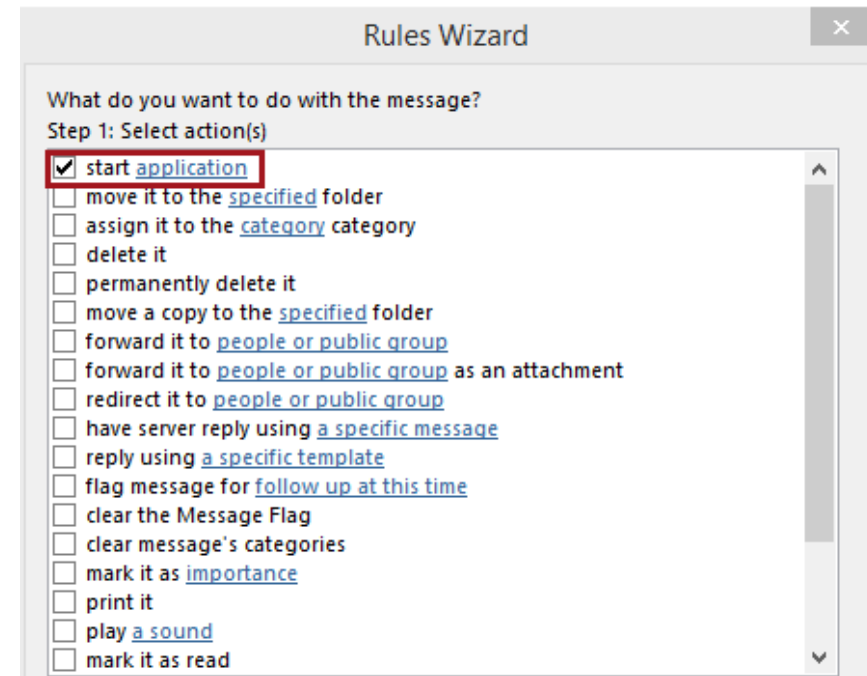 Rules Wizard
What do you want to do with the message?
Step 1: Select action(s)
start application
move it to the specified folder
assign it to the category category
delete it
permanently delete it
move a copy to the specified folder
forward it to people or public group
forward it to people or public group as an attachment
redirect it to people or public group
have server reply using a specific message
reply using a specific template
flag message for follow up at this time
clear the Message Flag
clear message's categories
mark it as importance
print it
play a sound
mark it as read